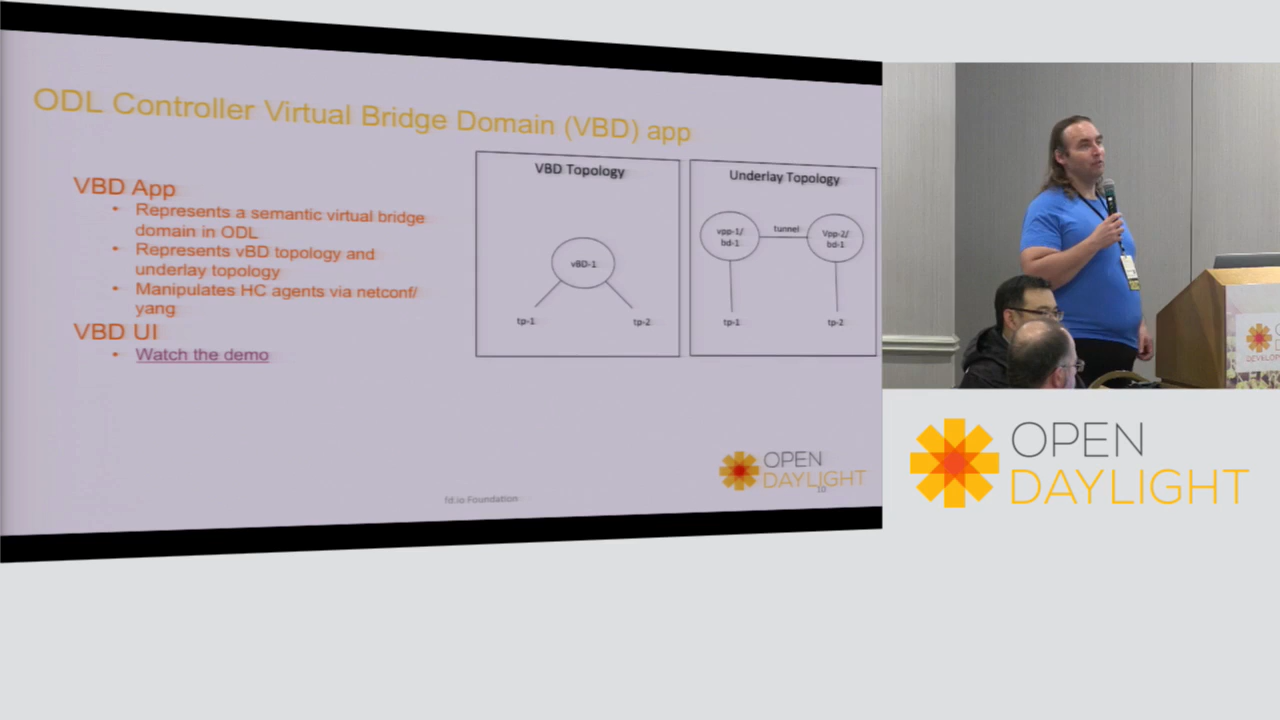 ODL Controller Virtual Bridge Domain (VBD) app
VBD App
• Represents a semantic virtual bridge
domain in ODL
• Represents vBD topology and
underlay topology
• Manipulates HC agents via netconf/
yang
VBD UI
• Watch the demo
VBD Topology
vBD-1
tp-1
tp-2
Underlay Topology
vpp-1/
bd-1
tunnel
Vpp-2/
bd-1
tp-1
tp-2
fd.io Foundation
OPEN
DAYLIGHT
10
OPEN
DAYLIGHT